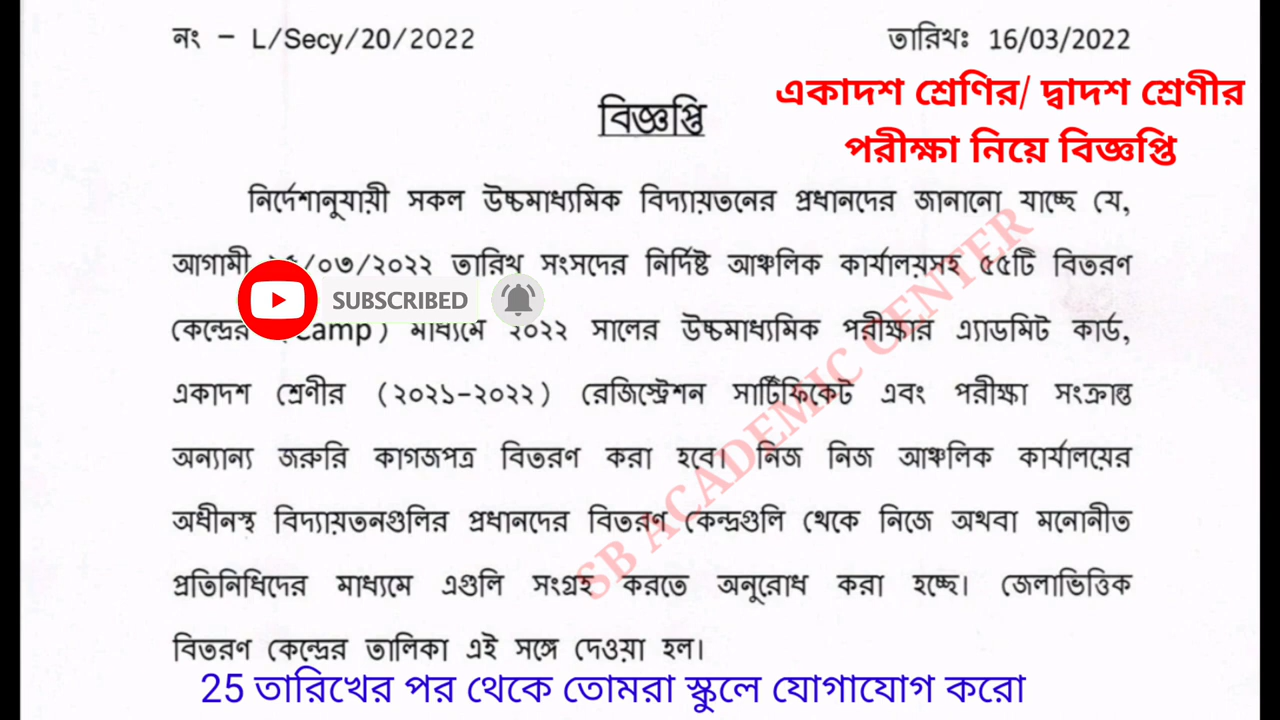 নং - L/Secy/20/2022
তারিখঃ 16/03/2022
একাদশ শ্রেণির/ দ্বাদশ শ্রেণীর
পরীক্ষা নিয়ে বিজ্ঞপ্তি
বিজ্ঞপ্তি
নির্দেশানুযায়ী সকল উচ্চমাধ্যমিক বিদ্যায়তনের প্রধানদের জানানো যাচ্ছে যে,
আগামী /০৩/২০২২ তারিখ সংসদের নির্দিষ্ট আঞ্চলিক কার্যালয়সহ ৫৫টি বিতরণ
কেন্দ্রের মাধ্যমে ২০২২ সালের উচ্চমাধ্যমিক পরীক্ষার এ্যাডমিট কার্ড,
একাদশ শ্রেণীর (২০২১-২০২২) রেজিস্ট্রেশন সার্টিফিকেট এবং পরীক্ষা সংক্রান্ত
অন্যান্য জরুরি কাগজপত্র বিতরণ করা হবে। নিজ নিজ আঞ্চলিক কার্যালয়ের
অধীনস্থ বিদ্যায়তনগুলির প্রধানদের বিতরণ কেন্দ্রগুলি থেকে নিজে অথবা মনোনীত
প্রতিনিধিদের মাধ্যমে এগুলি সংগ্রহ করতে অনুরোধ করা হচ্ছে। জেলাভিত্তিক
বিতরণ কেন্দ্রের তালিকা এই সঙ্গে দেওয়া হল।
SUBSCRIBED
SB ACADEMIC CENTER
25 তারিখের পর থেকে তোমরা স্কুলে যোগাযোগ করো